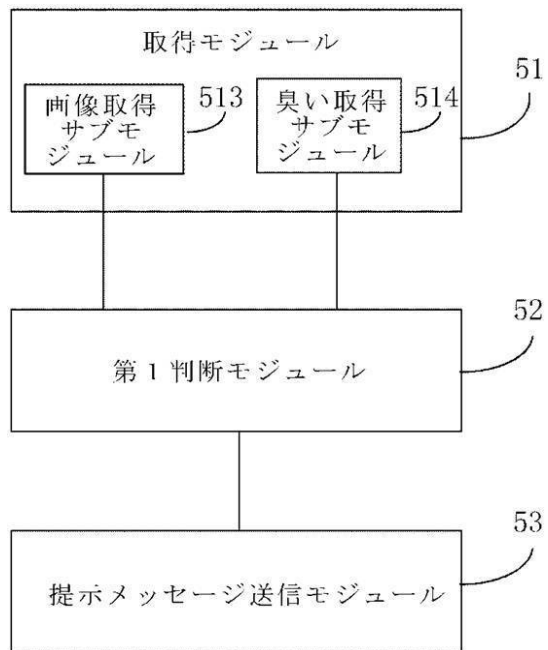 取得モジュール
51
画像取得
サブモ
ジュール
513
臭い取得
サブモ
ジュール
514
52
第1判断モジュール
53
提示メッセージ送信モジュール